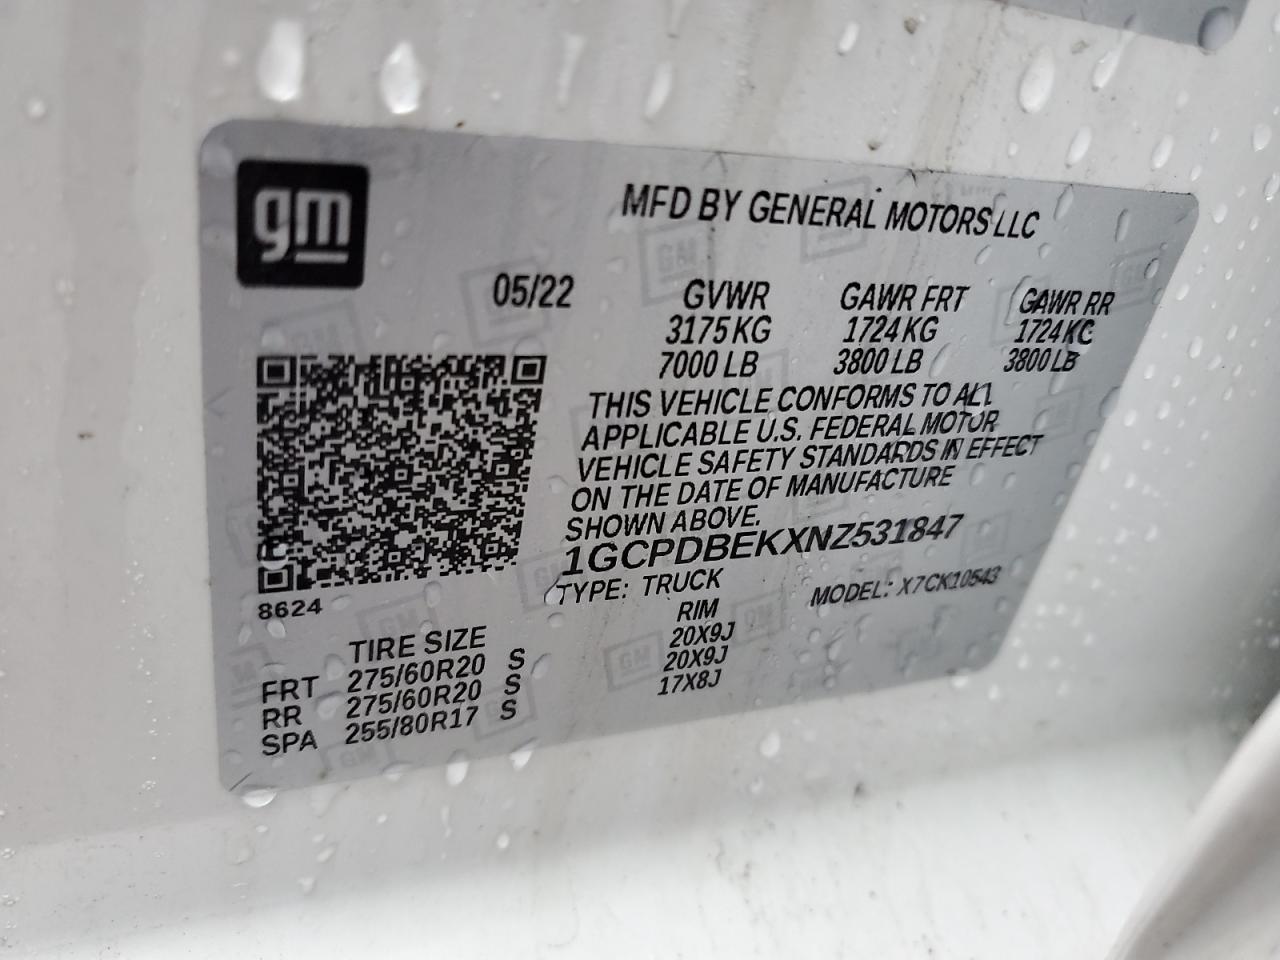 gm
MFD BY GENERAL MOTORS LLC
05/22 GVWR GAWR FRT GAWR RR
3175 KG 1724 KG 1724 KG
7000 LB 3800 LB 3800 LB
THIS VEHICLE CONFORMS TO ALL
APPLICABLE U.S. FEDERAL MOTOR
VEHICLE SAFETY STANDARDS IN EFFECT
ON THE DATE OF MANUFACTURE
SHOWN ABOVE.
1GCPDBEKXNZ531847
TYPE: TRUCK MODEL: X7CK10543
8624
TIRE SIZE RIM
FRT 275/60R20 S 20X9J
RR 275/60R20 S 20X9J
SPA 255/80R17 S 17X8J